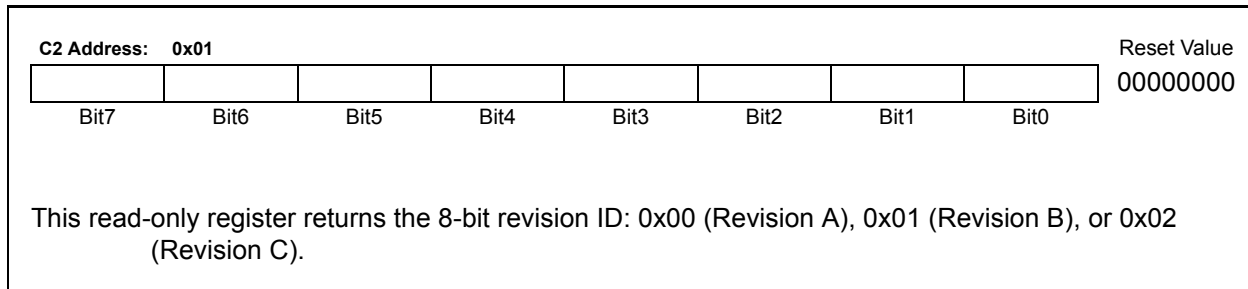 C2 Address: 0x01 Reset Value
00000000
Bit7 Bit6 Bit5 Bit4 Bit3 Bit2 Bit1 Bit0
This read-only register returns the 8-bit revision ID: 0x00 (Revision A), 0x01 (Revision B), or 0x02
(Revision C).